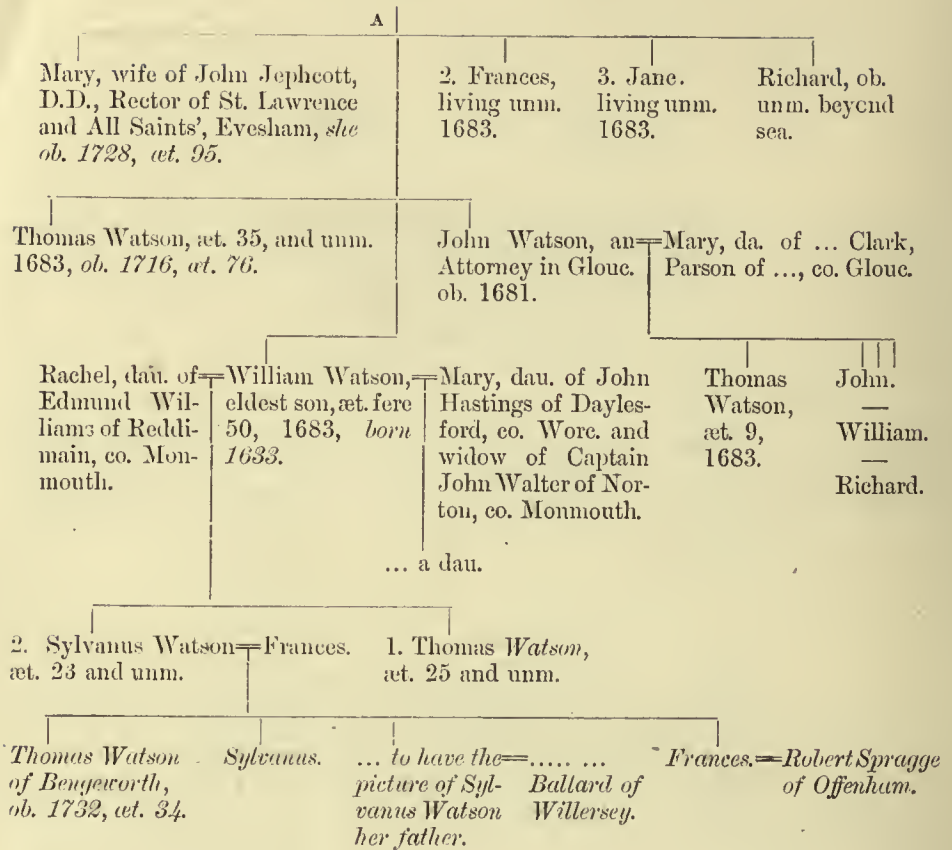 A
Mary, wife of John Jephcott,
D.D., Rector of St. Lawrence
and All Saints', Evesham, she
ob. 1728, æt. 95.
2. Frances,
living unm.
1683.
3. Jane.
living unm.
1683.
Richard, ob.
unm. beyond
sea.
Thomas Watson, æt. 35, and unm.
1683, ob. 1716, æt. 76.
John Watson, an
Attorney in Glouc.
ob. 1681.
Mary, da. of ... Clark,
Parson of ..., co. Glouc.
Rachel, dau. of
Edmund Wil-
liams of Reddi-
main, co. Mon-
mouth.
William Watson,
eldest son, æt. fere
50, 1683, born
1633.
Mary, dau. of John
Hastings of Dayles-
ford, co. Worc. and
widow of Captain
John Walter of Nor-
ton, co. Monmouth.
Thomas
Watson,
æt. 9,
1683.
John.
—
William.
—
Richard.
... a dau.
2. Sylvanus Watson
æt. 23 and unm.
Frances.
1. Thomas Watson,
æt. 25 and unm.
Thomas Watson
of Bengeworth,
ob. 1732, æt. 34.
Sylvanus.
... to have the
picture of Syl-
vanus Watson
her father.
..... ...
Ballard of
Willersey.
Frances.
Robert Spragge
of Offenham.